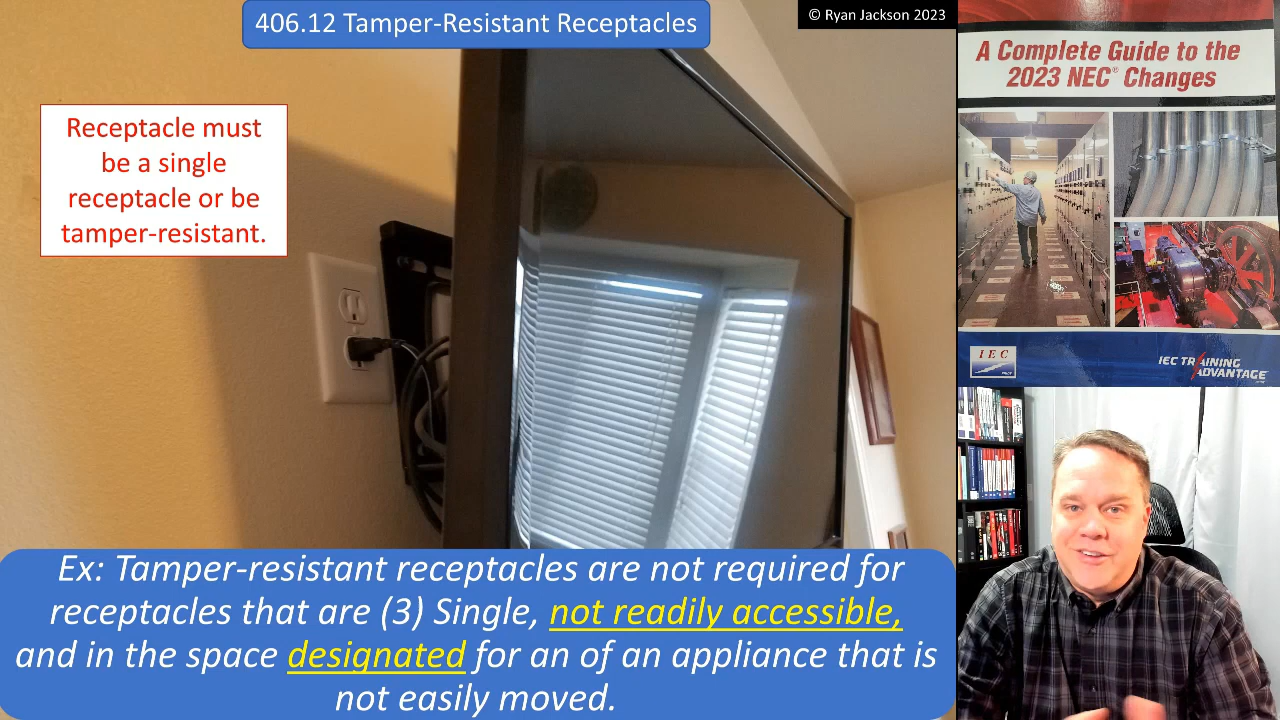 406.12 Tamper-Resistant Receptacles
© Ryan Jackson 2023
Receptacle must
be a single
receptacle or be
tamper-resistant.
Ex: Tamper-resistant receptacles are not required for
receptacles that are (3) Single, not readily accessible,
and in the space designated for an of an appliance that is
not easily moved.
A Complete Guide to the
2023 NEC® Changes
IEC
IEC TRAINING
ADVANTAGE